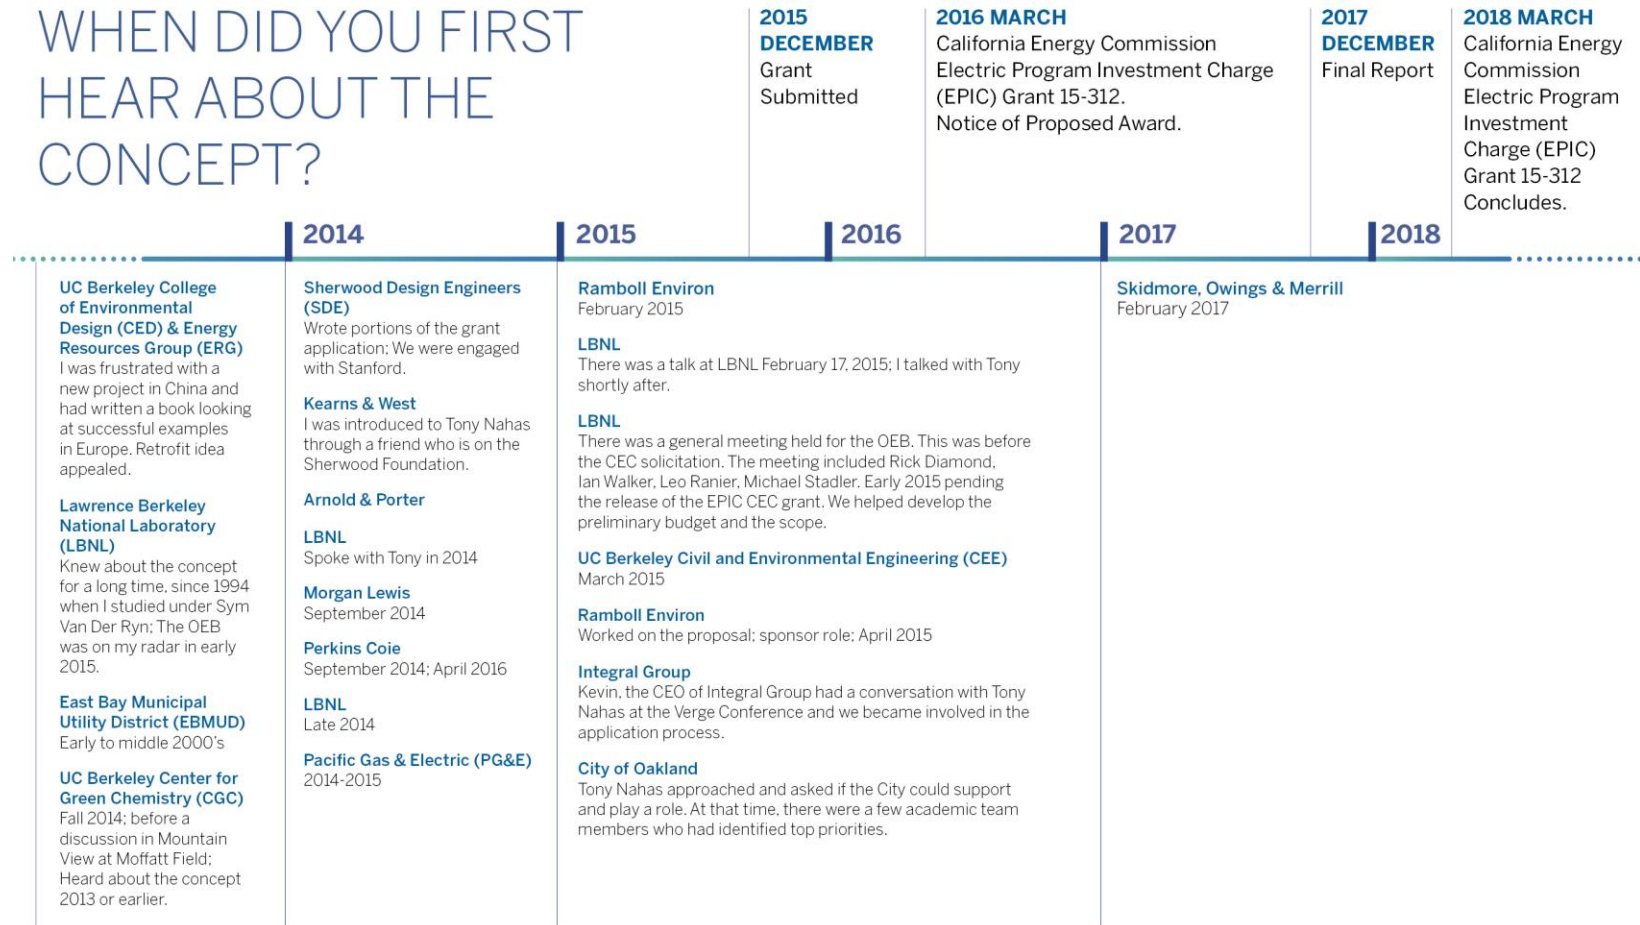 WHEN DID YOU FIRST
HEAR ABOUT THE
CONCEPT?
2015
DECEMBER
Grant
Submitted
2016 MARCH
California Energy Commission
Electric Program Investment Charge
(EPIC) Grant 15-312.
Notice of Proposed Award.
2017
DECEMBER
Final Report
2018 MARCH
California Energy
Commission
Electric Program
Investment
Charge (EPIC)
Grant 15-312
Concludes.
2014
2015
2016
2017
2018
UC Berkeley College
of Environmental
Design (CED) & Energy
Resources Group (ERG)
I was frustrated with a
new project in China and
had written a book looking
at successful examples
in Europe. Retrofit idea
appealed.
Lawrence Berkeley
National Laboratory
(LBNL)
Knew about the concept
for a long time, since 1994
when I studied under Sym
Van Der Ryn; The OEB
was on my radar in early
2015.
East Bay Municipal
Utility District (EBMUD)
Early to middle 2000's
UC Berkeley Center for
Green Chemistry (CGC)
Fall 2014; before a
discussion in Mountain
View at Moffatt Field;
Heard about the concept
2013 or earlier.
Sherwood Design Engineers
(SDE)
Wrote portions of the grant
application; We were engaged
with Stanford.
Kearns & West
I was introduced to Tony Nahas
through a friend who is on the
Sherwood Foundation.
Arnold & Porter
LBNL
Spoke with Tony in 2014
Morgan Lewis
September 2014
Perkins Coie
September 2014; April 2016
LBNL
Late 2014
Pacific Gas & Electric (PG&E)
2014-2015
Ramboll Environ
February 2015
LBNL
There was a talk at LBNL February 17, 2015; I talked with Tony
shortly after.
LBNL
There was a general meeting held for the OEB. This was before
the CEC solicitation. The meeting included Rick Diamond,
Ian Walker, Leo Ranier, Michael Stadler. Early 2015 pending
the release of the EPIC CEC grant. We helped develop the
preliminary budget and the scope.
UC Berkeley Civil and Environmental Engineering (CEE)
March 2015
Ramboll Environ
Worked on the proposal; sponsor role; April 2015
Integral Group
Kevin, the CEO of Integral Group had a conversation with Tony
Nahas at the Verge Conference and we became involved in the
application process.
City of Oakland
Tony Nahas approached and asked if the City could support
and play a role. At that time, there were a few academic team
members who had identified top priorities.
Skidmore, Owings & Merrill
February 2017